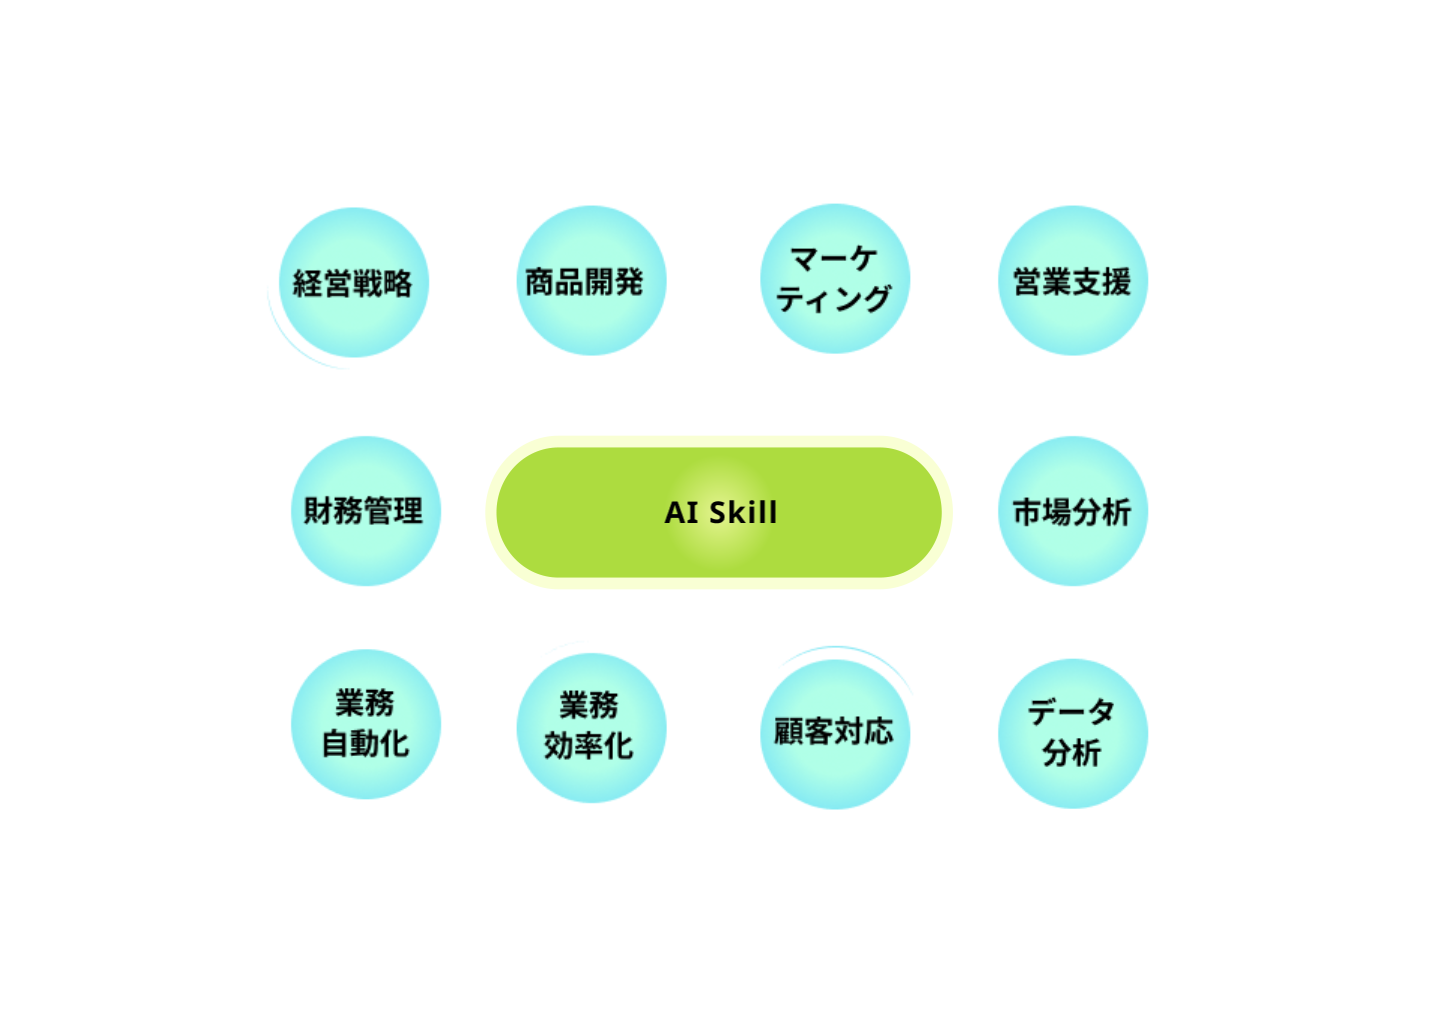 経営戦略
商品開発
マーケ
ティング
営業支援
財務管理
AI Skill
市場分析
業務
自動化
業務
効率化
顧客対応
データ
分析